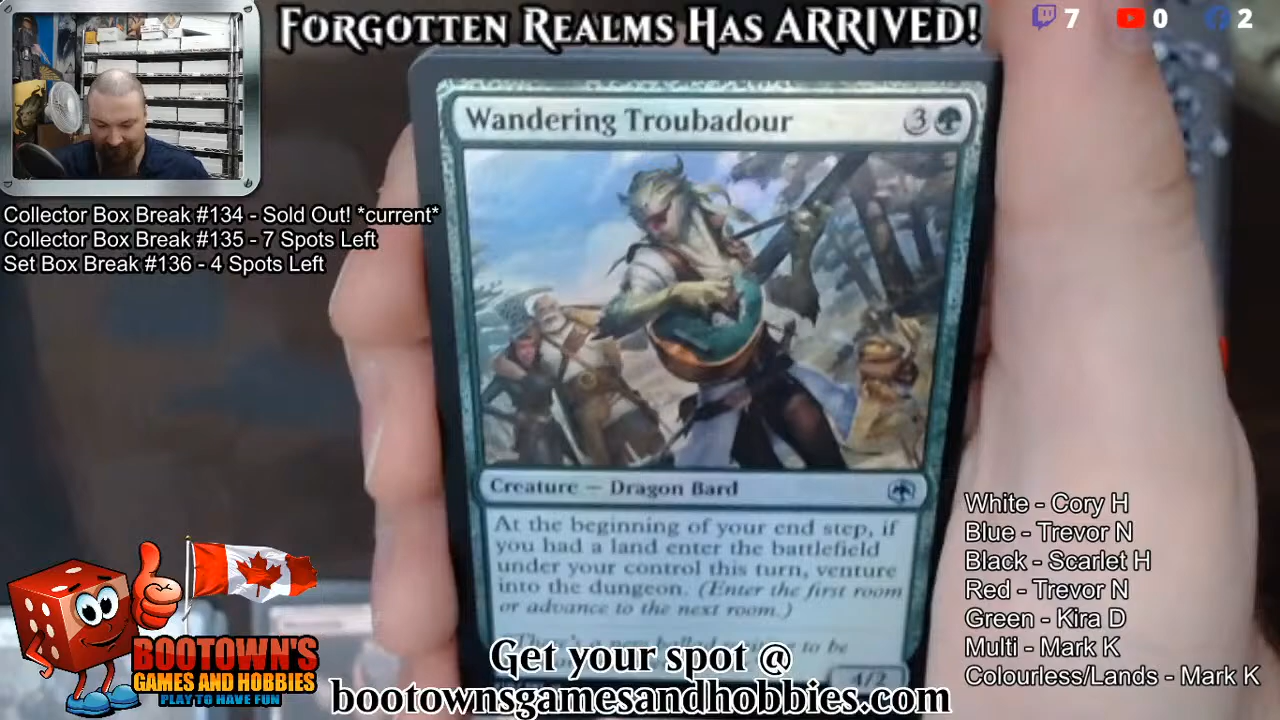 FORGOTTEN REALMS HAS ARRIVED!
7
0
2
Collector Box Break #134 - Sold Out! *current*
Collector Box Break #135 - 7 Spots Left
Set Box Break #136 - 4 Spots Left
Wandering Troubadour 3
Creature — Dragon Bard
At the beginning of your end step, if
you had a land enter the battlefield
under your control this turn, venture
into the dungeon. (Enter the first room
or advance to the next room.)
There's a new ballad
to be
4/2
White - Cory H
Blue - Trevor N
Black - Scarlet H
Red - Trevor N
Green - Kira D
Multi - Mark K
Colourless/Lands - Mark K
BOOTOWN'S
GAMES AND HOBBIES
PLAY TO HAVE FUN
Get your spot @
bootownsgamesandhobbies.com